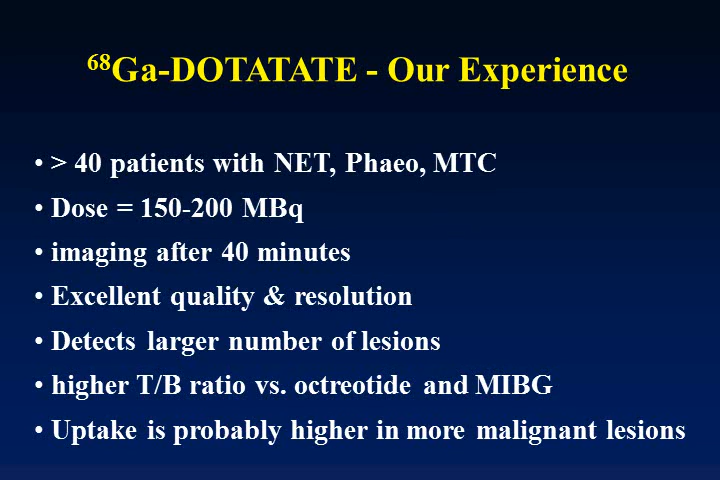 ⁶⁸Ga-DOTATATE - Our Experience
• > 40 patients with NET, Phaeo, MTC
• Dose = 150-200 MBq
• imaging after 40 minutes
• Excellent quality & resolution
• Detects larger number of lesions
• higher T/B ratio vs. octreotide and MIBG
• Uptake is probably higher in more malignant lesions